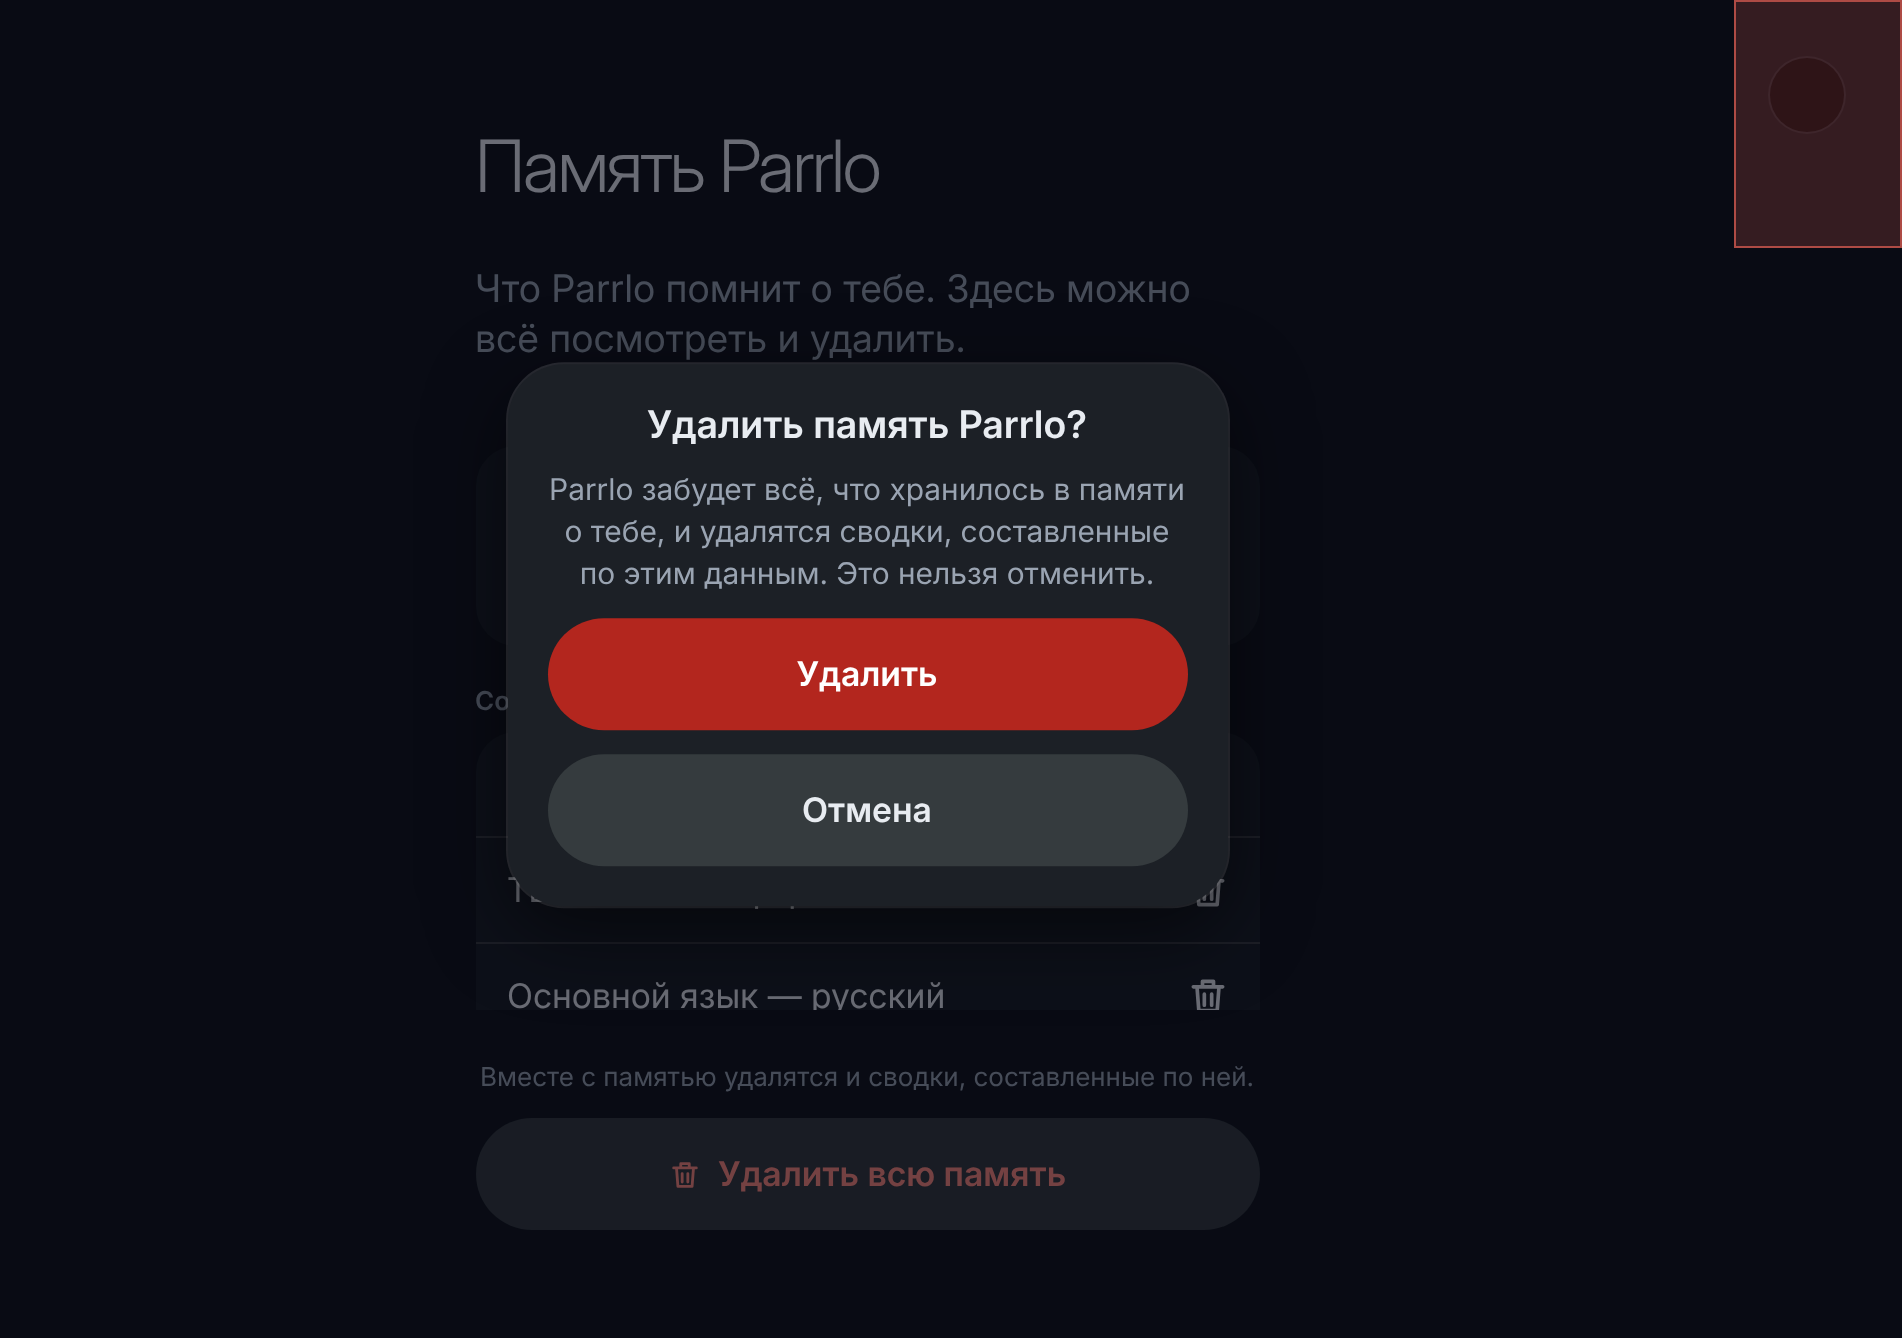 Память Parrlo
Что Parrlo помнит о тебе. Здесь можно
всё посмотреть и удалить.
Удалить память Parrlo?
Parrlo забудет всё, что хранилось в памяти
о тебе, и удалятся сводки, составленные
по этим данным. Это нельзя отменить.
Удалить
Отмена
Основной язык — русский
Вместе с памятью удалятся и сводки, составленные по ней.
Удалить всю память